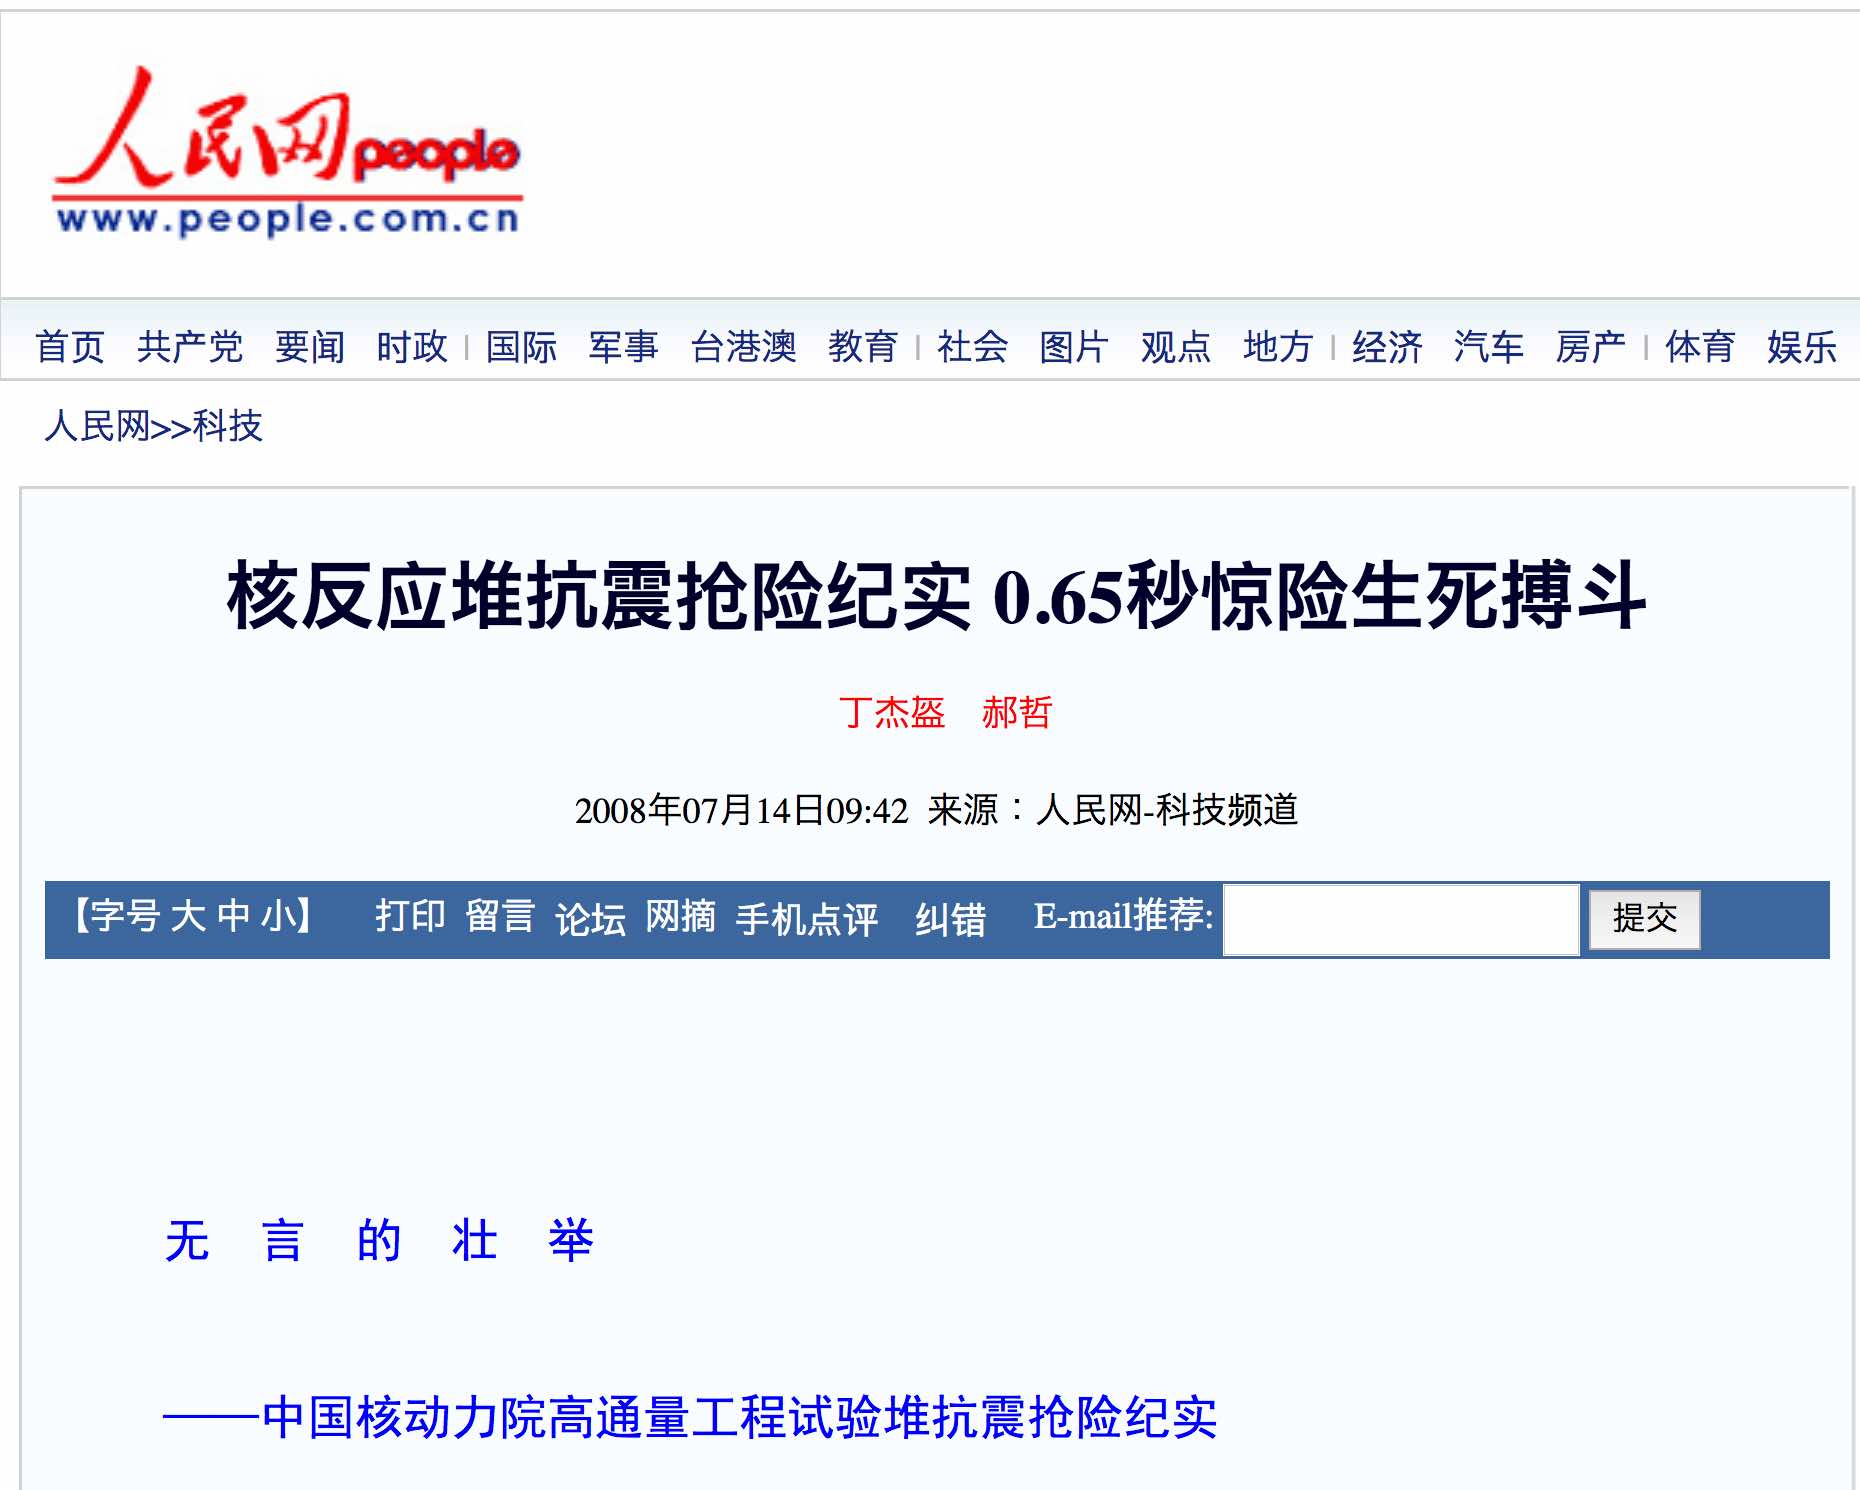 人民网people
www.people.com.cn
首页 共产党 要闻 时政 | 国际 军事 台港澳 教育 | 社会 图片 观点 地方 | 经济 汽车 房产 | 体育 娱乐
人民网>>科技
核反应堆抗震抢险纪实 0.65秒惊险生死搏斗
丁杰盔 郝哲
2008年07月14日09:42 来源：人民网-科技频道
【字号 大 中 小】 打印 留言 论坛 网摘 手机点评 纠错 E-mail推荐: 提交
无 言 的 壮 举
——中国核动力院高通量工程试验堆抗震抢险纪实